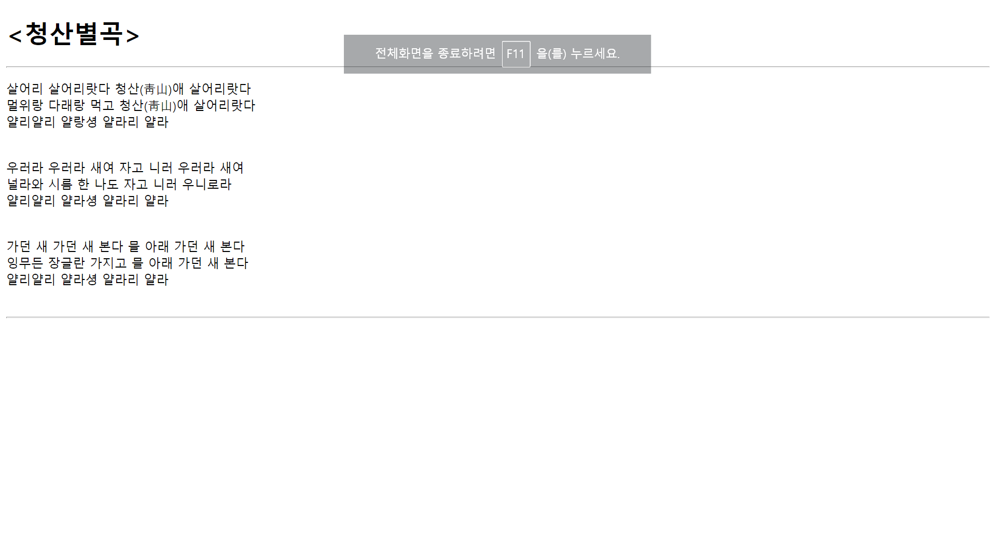 <청산별곡>
전체화면을 종료하려면 F11 을(를) 누르세요.
살어리 살어리랏다 청산(靑山)애 살어리랏다
멀위랑 다래랑 먹고 청산(靑山)애 살어리랏다
얄리얄리 얄랑셩 얄라리 얄라
우러라 우러라 새여 자고 니러 우러라 새여
널라와 시름 한 나도 자고 니러 우니로라
얄리얄리 얄라셩 얄라리 얄라
가던 새 가던 새 본다 믈 아래 가던 새 본다
잉무든 장글란 가지고 믈 아래 가던 새 본다
얄리얄리 얄라셩 얄라리 얄라